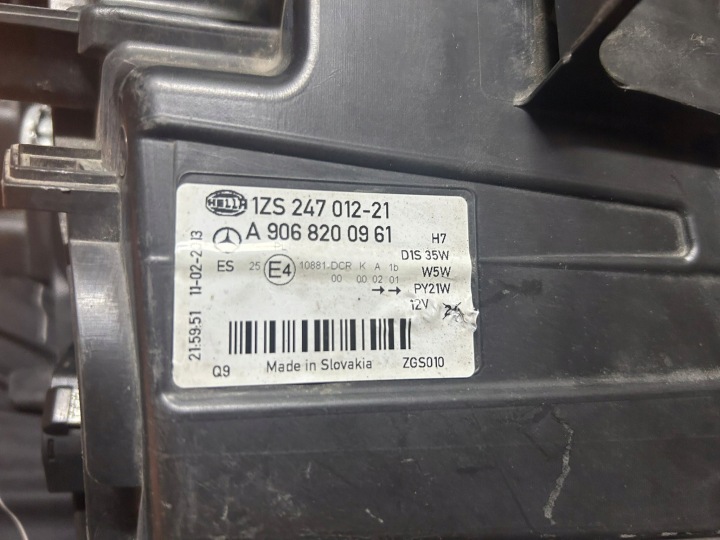 HELLA 1ZS 247 012-21
A 906 820 09 61
H7
D1S 35W
W5W
PY21W
12V
ES 25 E4 10881-DCR K A 1b
00 00 02 01
→→
Q9 Made in Slovakia ZGS010
21:59:51 11-02-2013